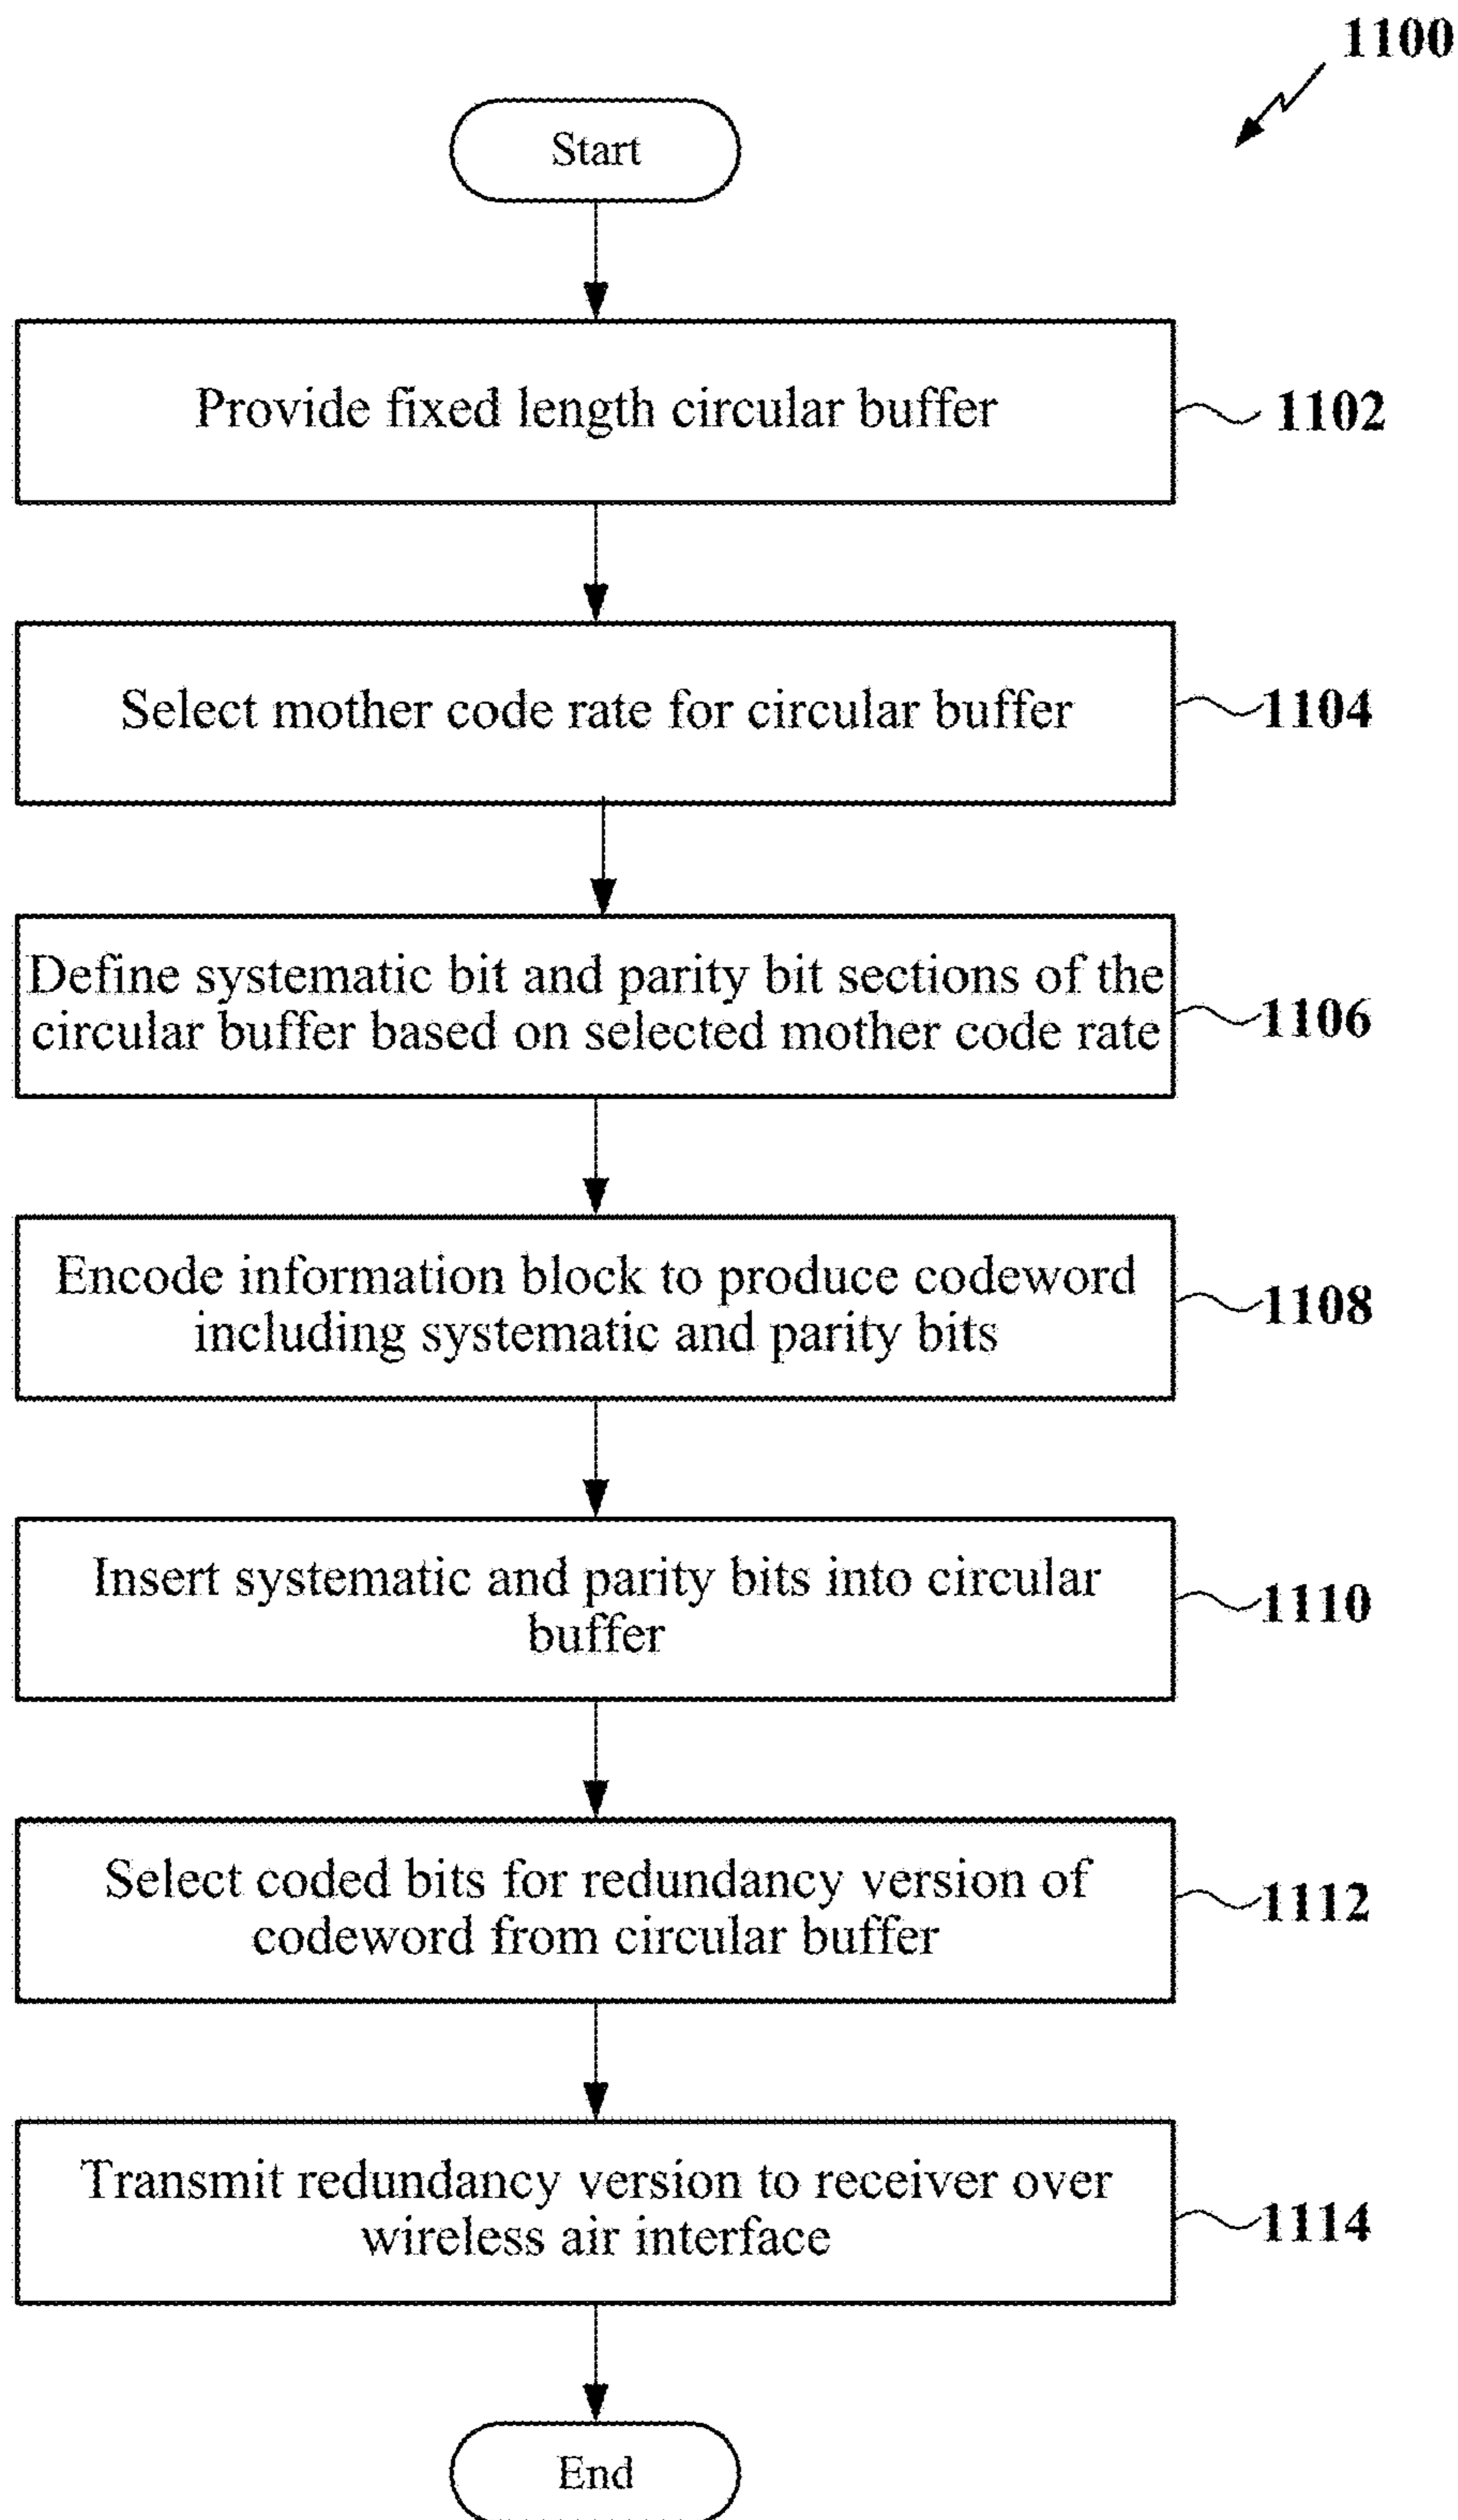 1100
Start
Provide fixed length circular buffer
1102
Select mother code rate for circular buffer
1104
Define systematic bit and parity bit sections of the
circular buffer based on selected mother code rate
1106
Encode information block to produce codeword
including systematic and parity bits
1108
Insert systematic and parity bits into circular
buffer
1110
Select coded bits for redundancy version of
codeword from circular buffer
1112
Transmit redundancy version to receiver over
wireless air interface
1114
End